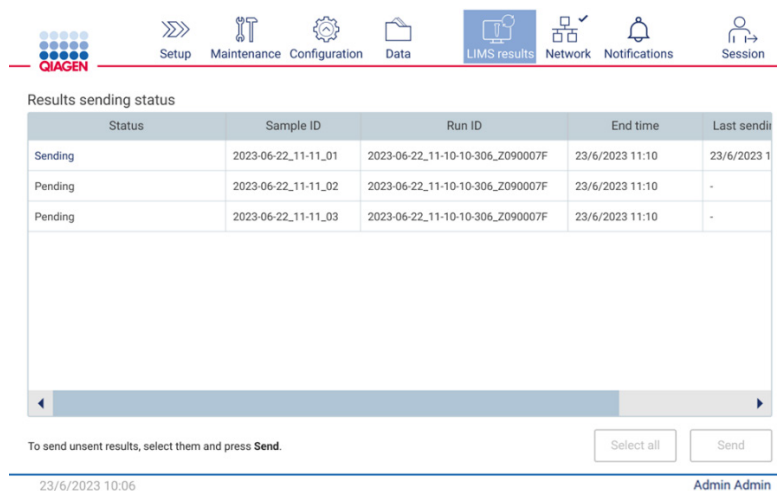 QIAGEN
Setup Maintenance Configuration Data LIMS results Network Notifications Session
Results sending status
Status Sample ID Run ID End time Last sendin
Sending 2023-06-22_11-11_01 2023-06-22_11-10-10-306_Z090007F 23/6/2023 11:10 23/6/2023 1
Pending 2023-06-22_11-11_02 2023-06-22_11-10-10-306_Z090007F 23/6/2023 11:10 -
Pending 2023-06-22_11-11_03 2023-06-22_11-10-10-306_Z090007F 23/6/2023 11:10 -
To send unsent results, select them and press Send. Select all Send
23/6/2023 10:06 Admin Admin